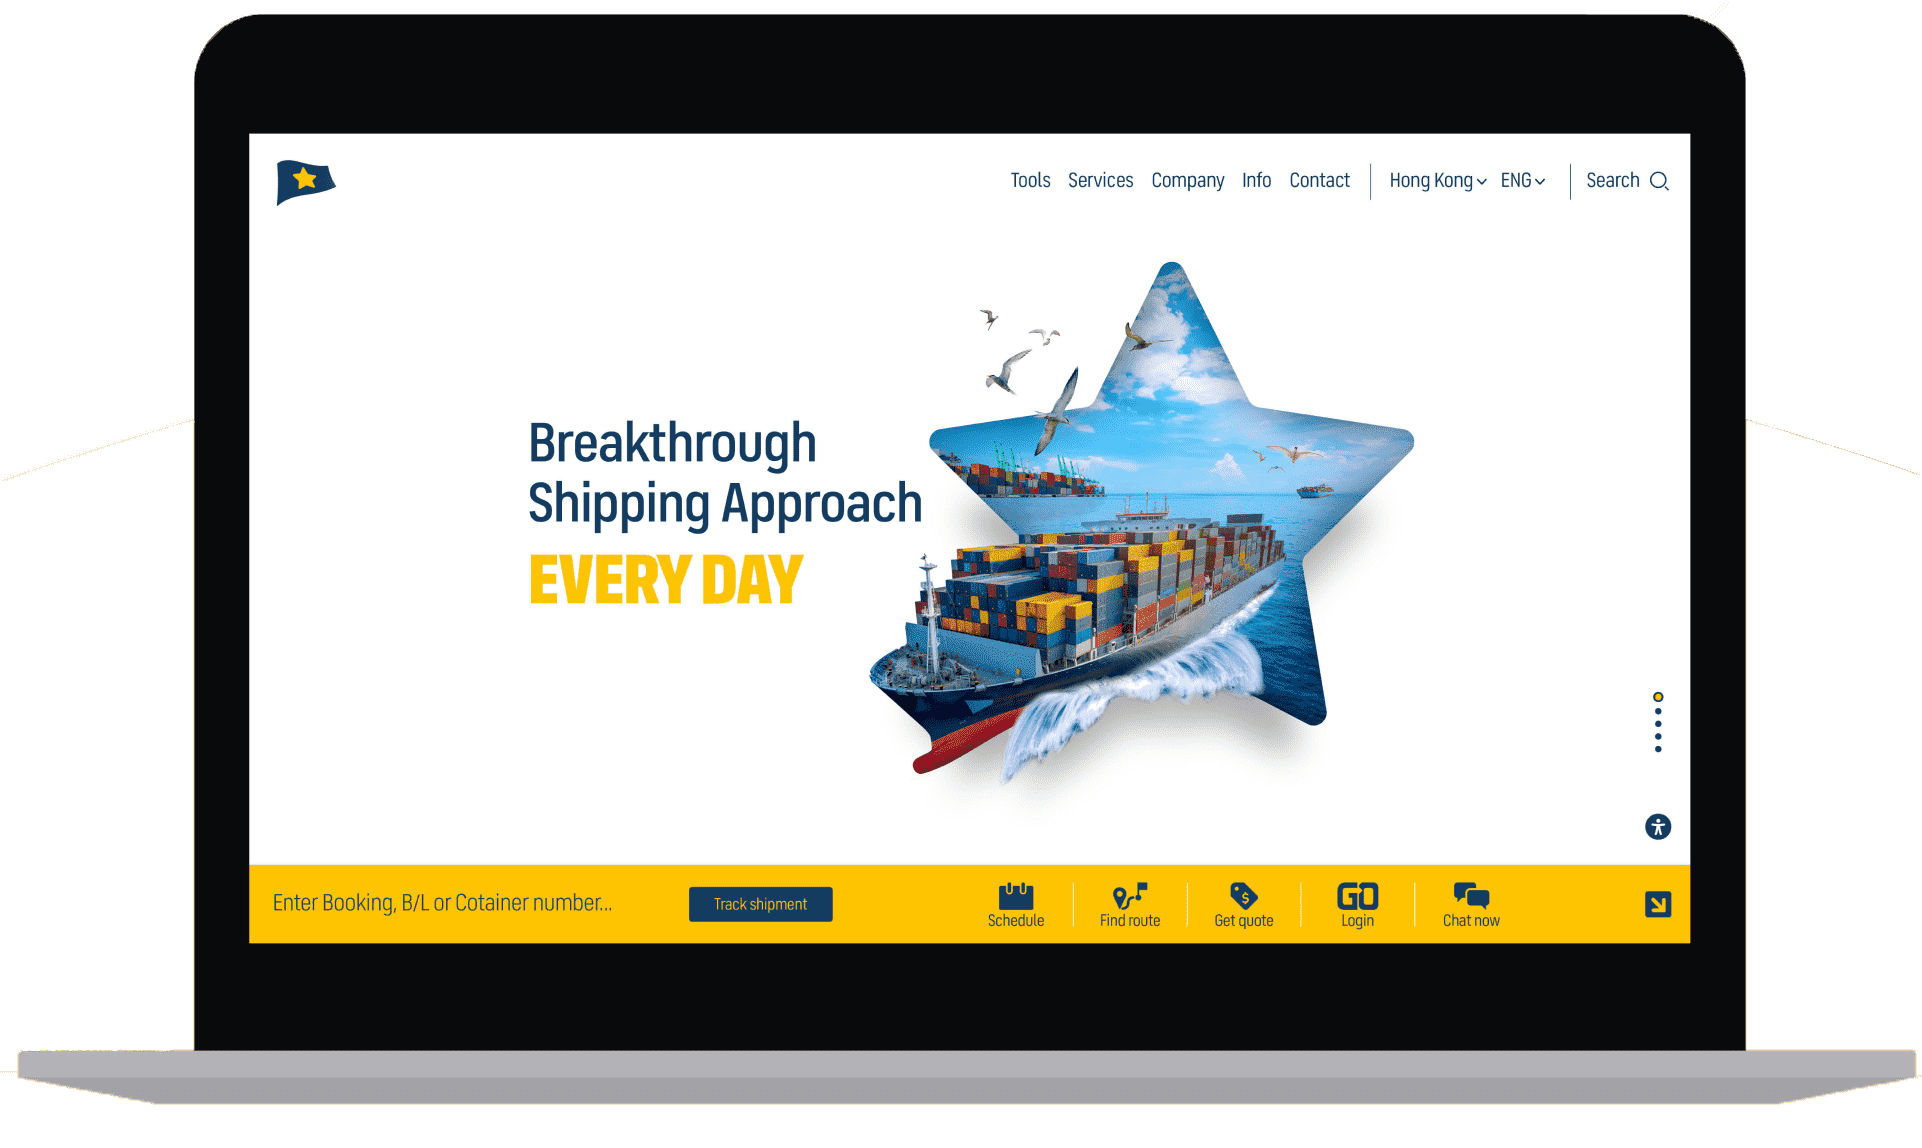 Tools Services Company Info Contact Hong Kong ENG Search
Breakthrough
Shipping Approach
EVERY DAY
Enter Booking, B/L or Cotainer number...
Track shipment
Schedule
Find route
Get quote
GO
Login
Chat now